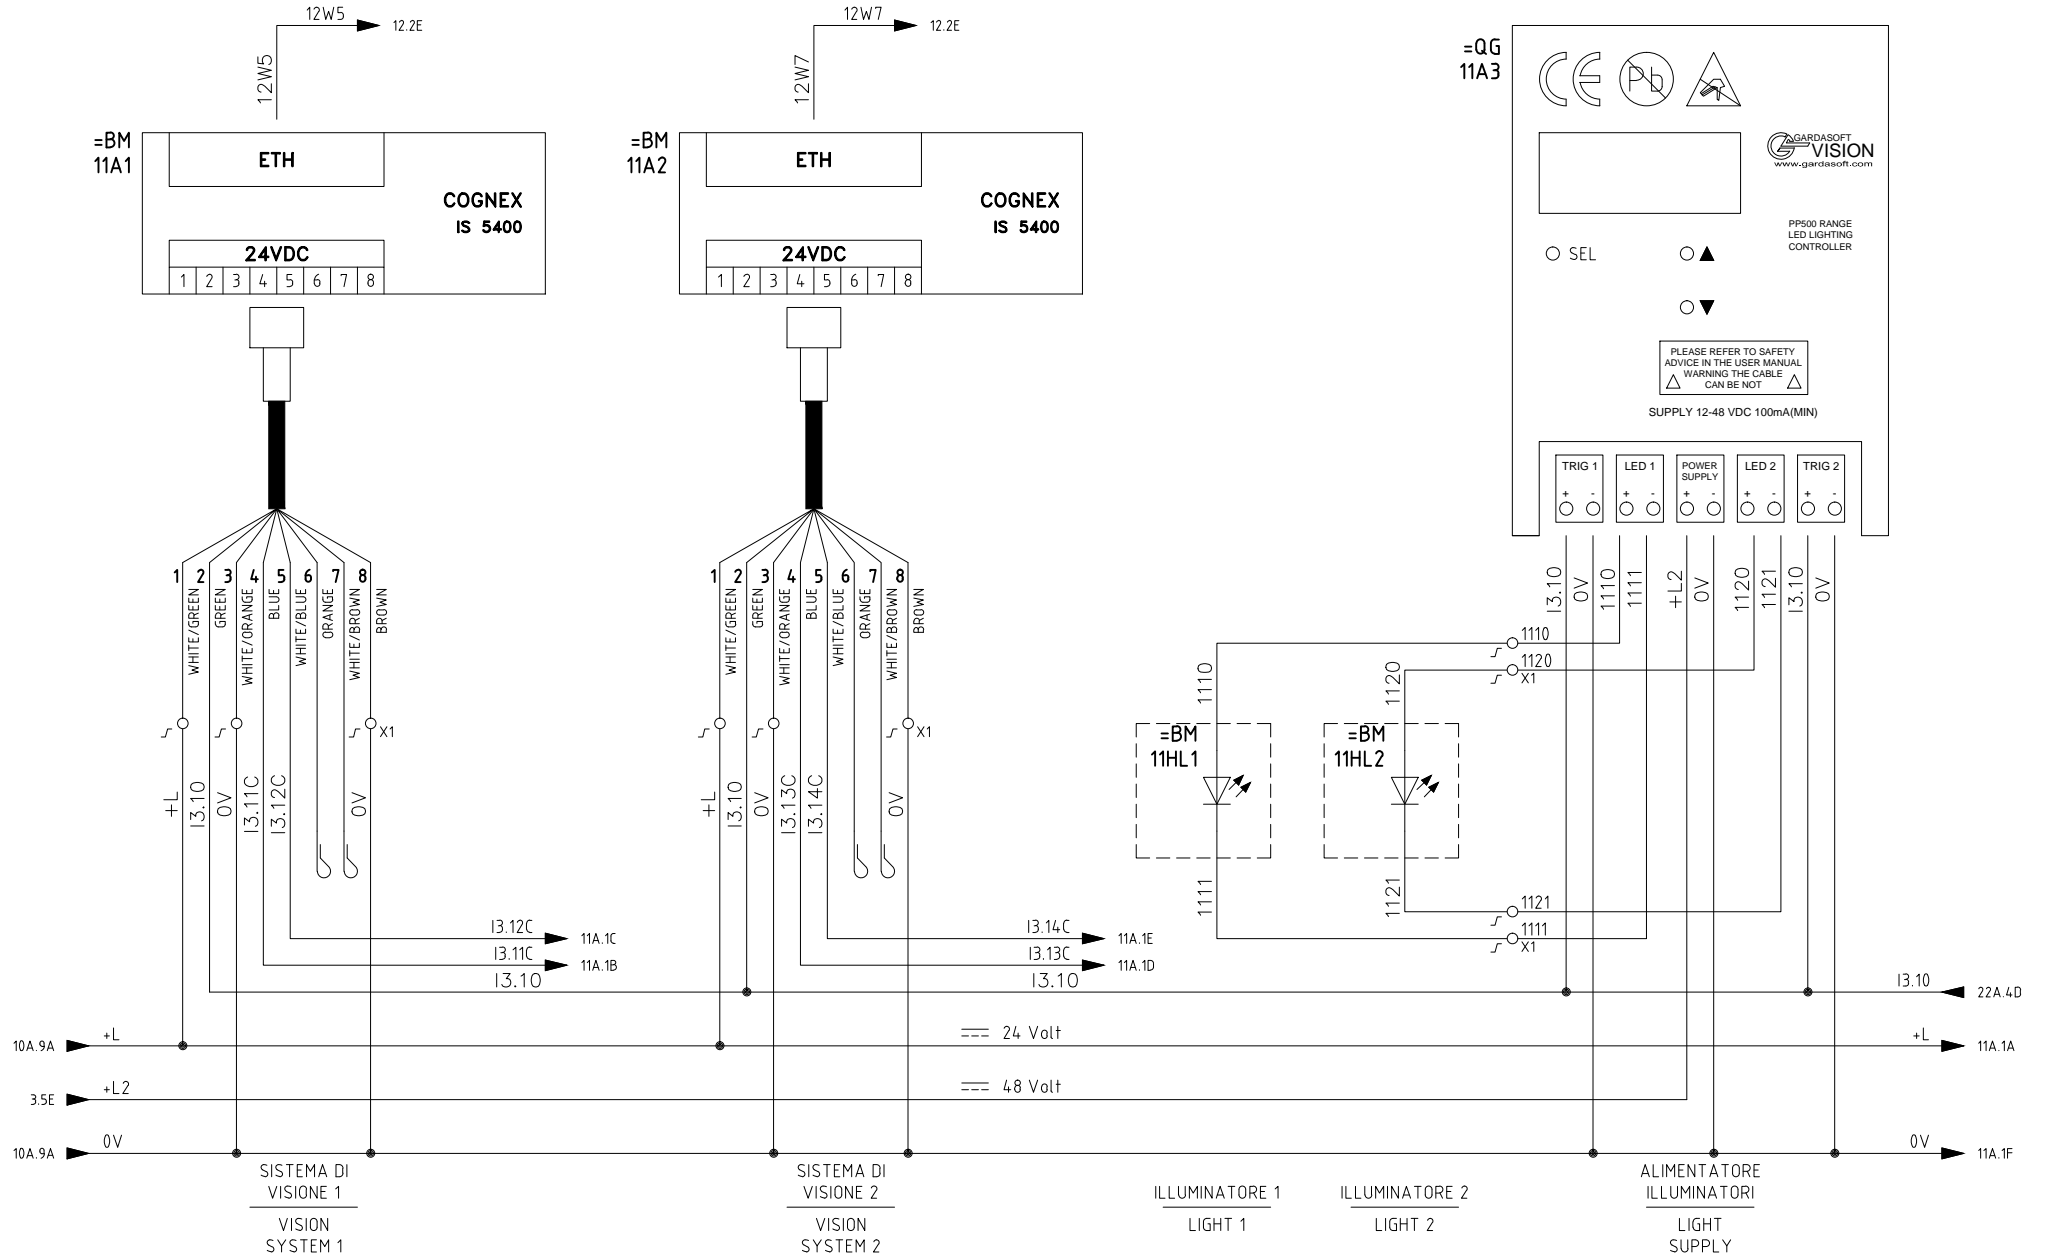 12W5
12.2E
12W5
=BM
11A1
ETH
COGNEX
IS 5400
24VDC
1 2 3 4 5 6 7 8
1 2 3 4 5 6 7 8
WHITE/GREEN
GREEN
WHITE/ORANGE
BLUE
WHITE/BLUE
ORANGE
WHITE/BROWN
BROWN
X1
+L
I3.10
0V
I3.11C
I3.12C
0V
I3.12C
11A.1C
I3.11C
11A.1B
I3.10
12W7
12.2E
12W7
=BM
11A2
ETH
COGNEX
IS 5400
24VDC
1 2 3 4 5 6 7 8
1 2 3 4 5 6 7 8
WHITE/GREEN
GREEN
WHITE/ORANGE
BLUE
WHITE/BLUE
ORANGE
WHITE/BROWN
BROWN
X1
+L
I3.10
0V
I3.13C
I3.14C
0V
I3.14C
11A.1E
I3.13C
11A.1D
I3.10
=QG
11A3
CE
Pb
GARDASOFT
VISION
www.gardasoft.com
PP500 RANGE
LED LIGHTING
CONTROLLER
SEL
PLEASE REFER TO SAFETY
ADVICE IN THE USER MANUAL
WARNING THE CABLE
CAN BE NOT
SUPPLY 12-48 VDC 100mA(MIN)
TRIG 1
+ -
LED 1
+ -
POWER
SUPPLY
+ -
LED 2
+ -
TRIG 2
+ -
I3.10
0V
1110
1111
+L2
0V
1120
1121
I3.10
0V
1110
1120
X1
1110
1120
=BM
11HL1
=BM
11HL2
1111
1121
1121
1111
X1
I3.10
22A.4D
10A.9A
+L
24 Volt
+L
11A.1A
3.5E
+L2
48 Volt
10A.9A
0V
0V
11A.1F
SISTEMA DI
VISIONE 1
VISION
SYSTEM 1
SISTEMA DI
VISIONE 2
VISION
SYSTEM 2
ILLUMINATORE 1
LIGHT 1
ILLUMINATORE 2
LIGHT 2
ALIMENTATORE
ILLUMINATORI
LIGHT
SUPPLY